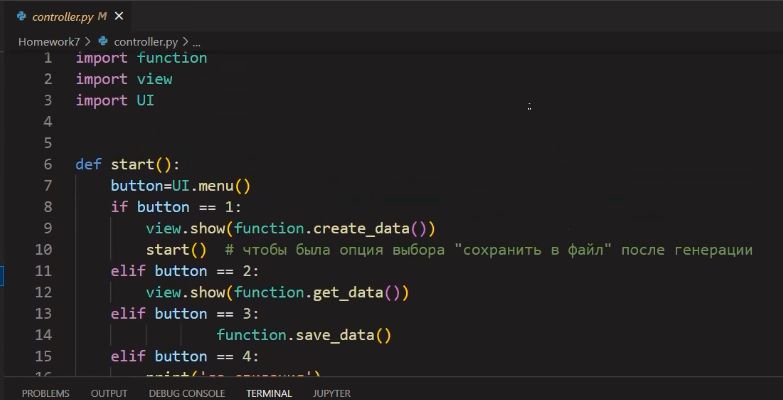 controller.py M
Homework7 > controller.py > ...
1 import function
2 import view
3 import UI
4
5
6 def start():
7 button=UI.menu()
8 if button == 1:
9 view.show(function.create_data())
10 start() # чтобы была опция выбора "сохранить в файл" после генерации
11 elif button == 2:
12 view.show(function.get_data())
13 elif button == 3:
14 function.save_data()
15 elif button == 4:
16 print('до свидания')
PROBLEMS OUTPUT DEBUG CONSOLE TERMINAL JUPYTER